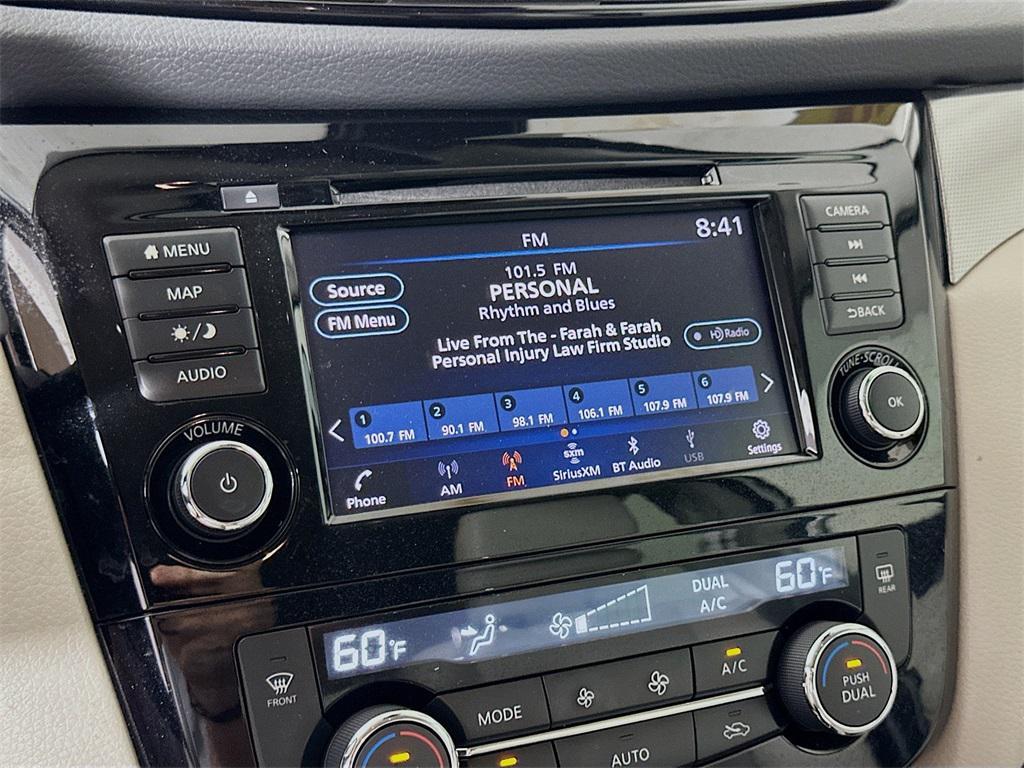 FM
8:41
101.5 FM
PERSONAL
Rhythm and Blues
Source
FM Menu
Live From The - Farah & Farah
Personal Injury Law Firm Studio
HD Radio
1 100.7 FM
2 90.1 FM
3 98.1 FM
4 106.1 FM
5 107.9 FM
6 107.9 FM
Phone
AM
FM
sxm
SiriusXM
BT Audio
USB
Settings
MENU
MAP
/
AUDIO
VOLUME
CAMERA
BACK
TUNE·SCROLL
OK
60°F
DUAL
A/C
60°F
REAR
FRONT
MODE
A/C
PUSH
DUAL
AUTO